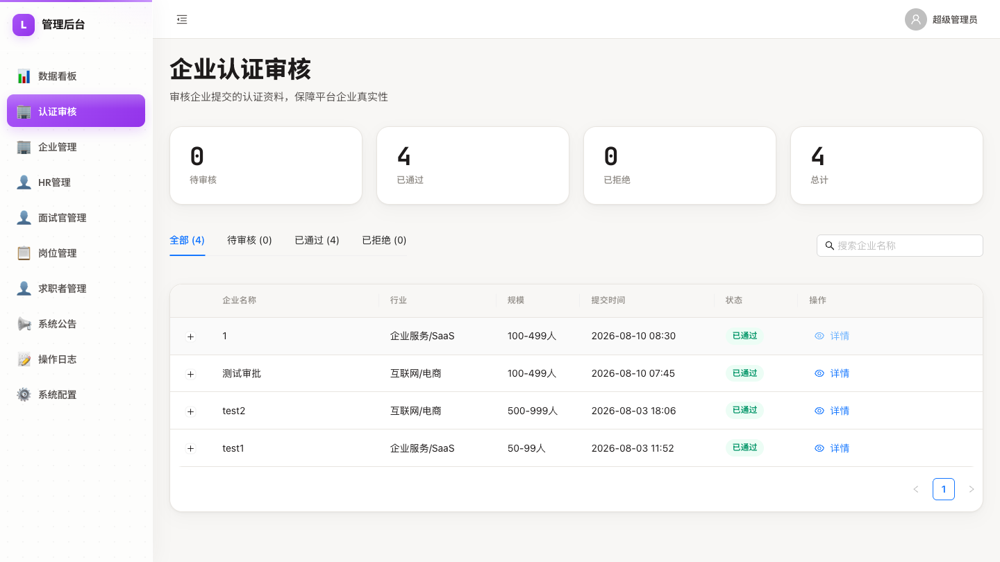 L 管理后台
超级管理员
数据看板
认证审核
企业管理
HR管理
面试官管理
岗位管理
求职者管理
系统公告
操作日志
系统配置
企业认证审核
审核企业提交的认证资料，保障平台企业真实性
0
待审核
4
已通过
0
已拒绝
4
总计
全部 (4) 待审核 (0) 已通过 (4) 已拒绝 (0)
搜索企业名称
企业名称 行业 规模 提交时间 状态 操作
1 企业服务/SaaS 100-499人 2026-08-10 08:30 已通过 详情
测试审批 互联网/电商 100-499人 2026-08-10 07:45 已通过 详情
test2 互联网/电商 500-999人 2026-08-03 18:06 已通过 详情
test1 企业服务/SaaS 50-99人 2026-08-03 11:52 已通过 详情
1